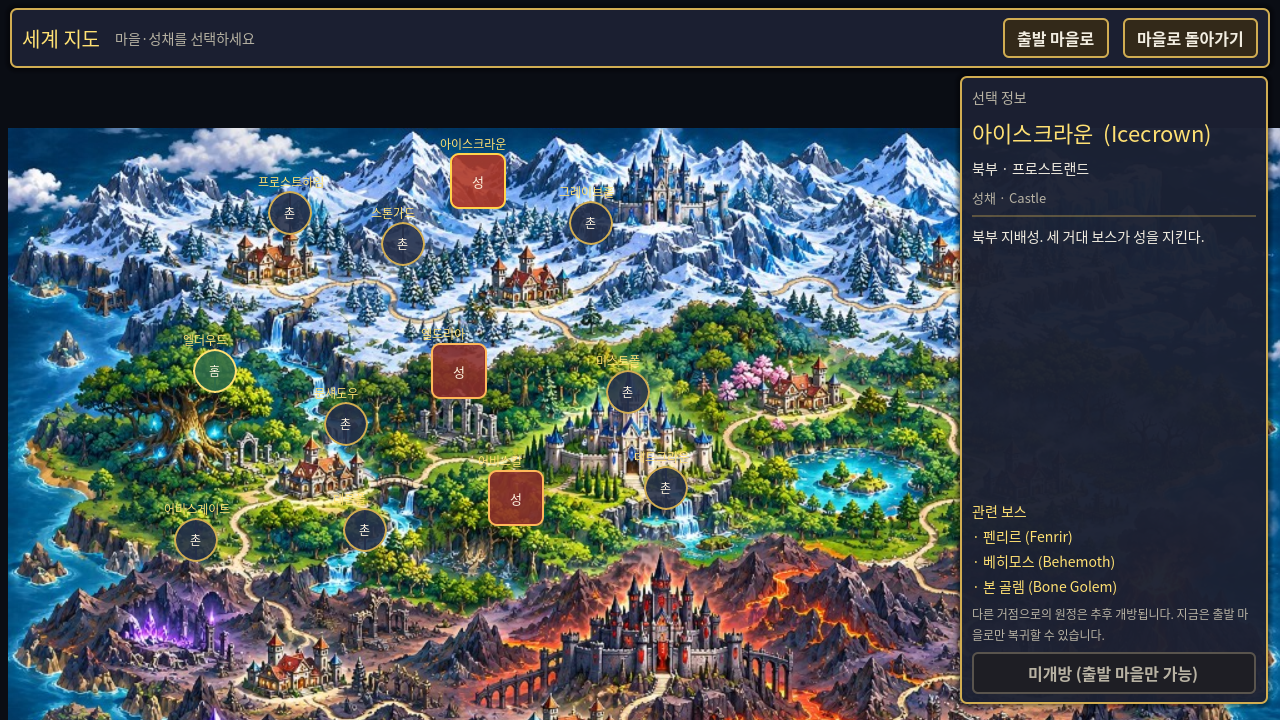 세계 지도
마을·성채를 선택하세요
출발 마을로
마을로 돌아가기
선택 정보
아이스크라운 (Icecrown)
북부 · 프로스트랜드
성채 · Castle
북부 지배성. 세 거대 보스가 성을 지킨다.
아이스크라운
성
촌
스톤가드
촌
촌
엘더우드
홈
성
미스트폴
촌
촌
촌
성
촌
촌
관련 보스
· 펜리르 (Fenrir)
· 베히모스 (Behemoth)
· 본 골렘 (Bone Golem)
다른 거점으로의 원정은 추후 개방됩니다. 지금은 출발 마
을로만 복귀할 수 있습니다.
미개방 (출발 마을만 가능)